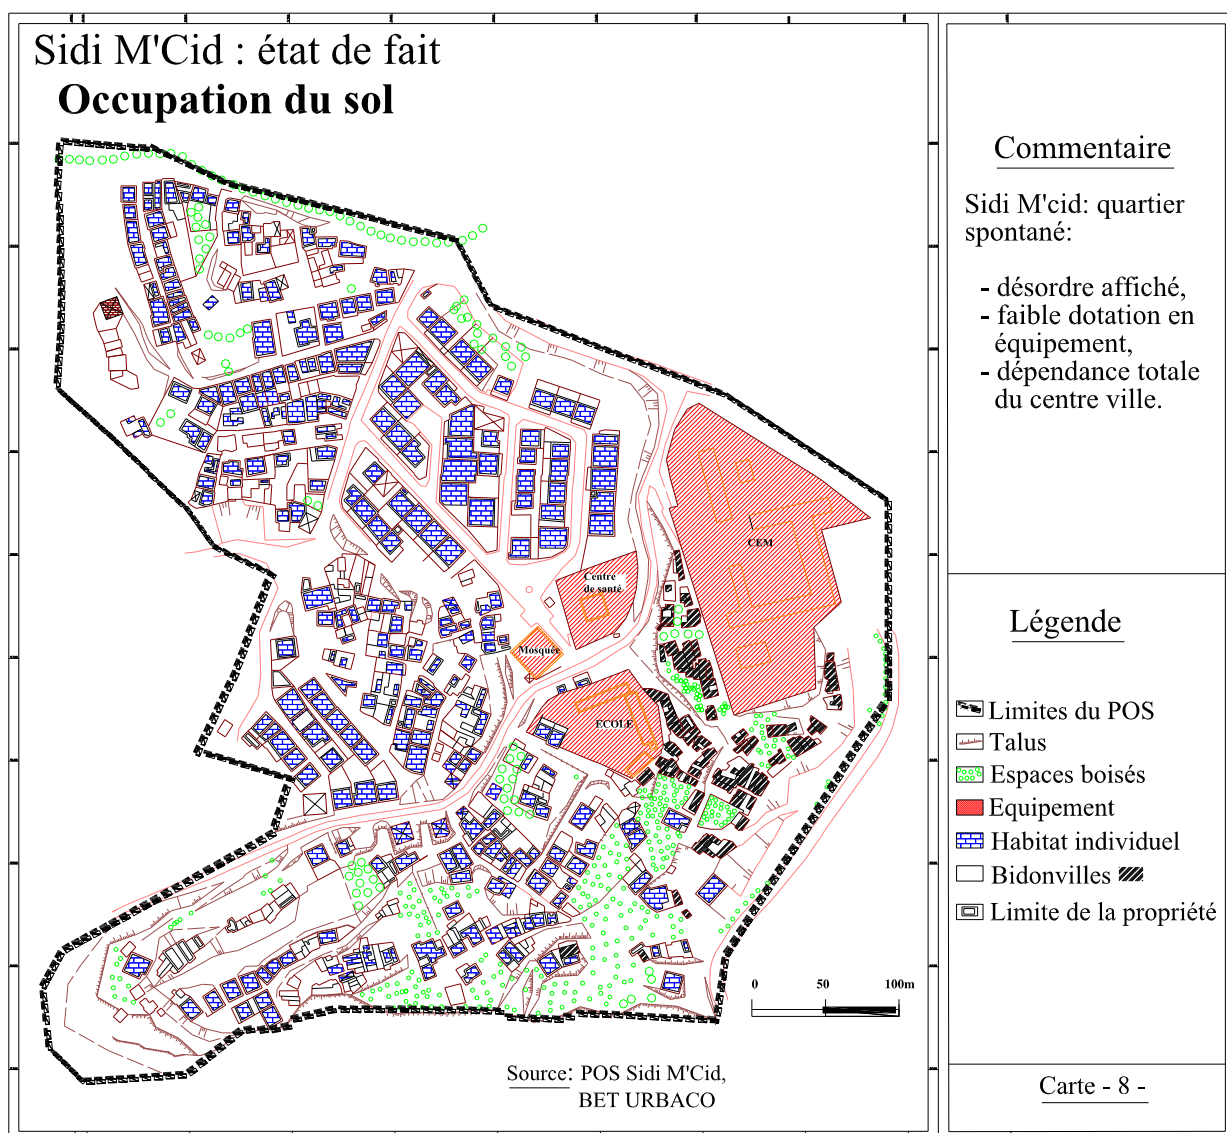 Sidi M'Cid : état de fait
Occupation du sol
CEM
Centre
de santé
Mosquée
ECOLE
0 50 100m
Source: POS Sidi M'Cid,
BET URBACO
Commentaire
Sidi M'cid: quartier
spontané:
- désordre affiché,
- faible dotation en
équipement,
- dépendance totale
du centre ville.
Légende
Limites du POS
Talus
Espaces boisés
Equipement
Habitat individuel
Bidonvilles
Limite de la propriété
Carte - 8 -